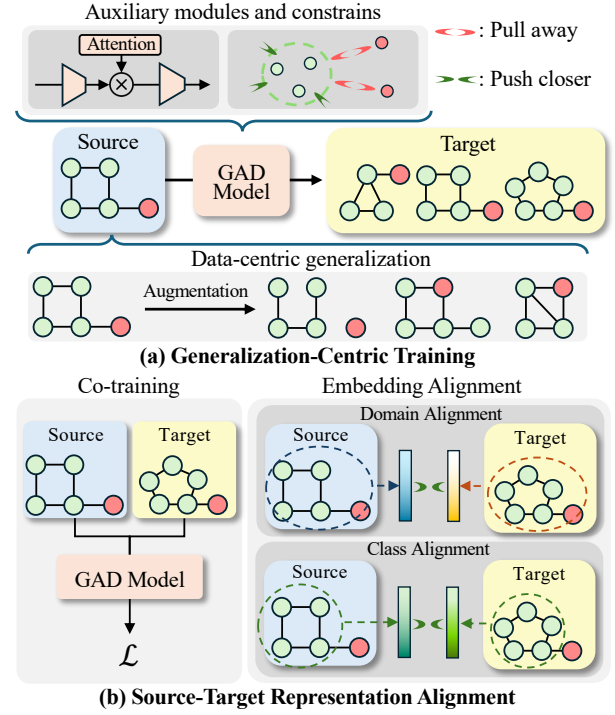 Auxiliary modules and constrains
Attention
: Pull away
: Push closer
Source
GAD
Model
Target
Data-centric generalization
Augmentation
(a) Generalization-Centric Training
Co-training
Source
Target
GAD Model
ℒ
Embedding Alignment
Domain Alignment
Source
Target
Class Alignment
Source
Target
(b) Source-Target Representation Alignment